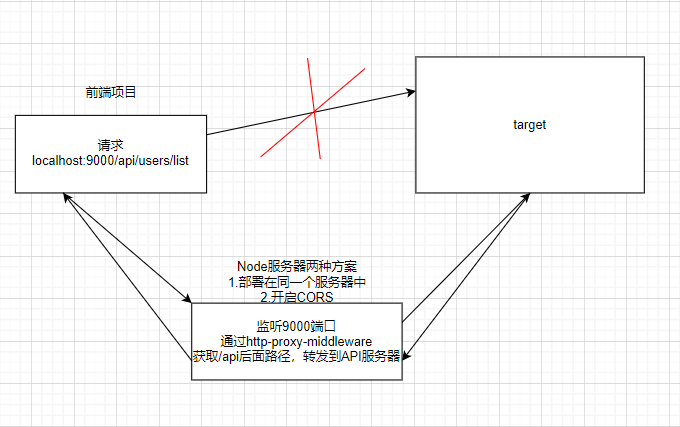 前端项目
请求
localhost:9000/api/users/list
target
Node服务器两种方案
1.部署在同一个服务器中
2.开启CORS
监听9000端口
通过http-proxy-middleware
获取/api后面路径，转发到API服务器